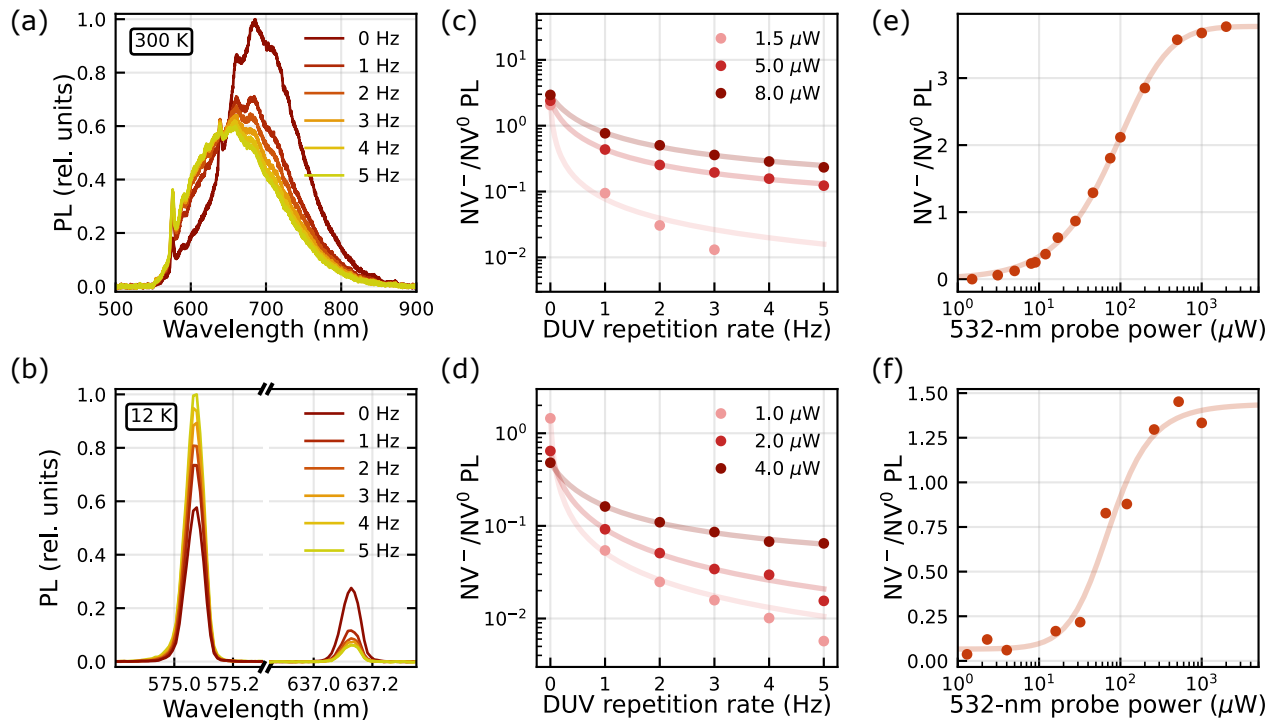 (a)
PL (rel. units)
1.0
0.8
0.6
0.4
0.2
0.0
300 K
0 Hz
1 Hz
2 Hz
3 Hz
4 Hz
5 Hz
500 600 700 800 900
Wavelength (nm)
(c)
NV⁻/NV⁰ PL
10¹
10⁰
10⁻¹
10⁻²
1.5 μW
5.0 μW
8.0 μW
0 1 2 3 4 5
DUV repetition rate (Hz)
(e)
NV⁻/NV⁰ PL
3
2
1
0
10⁰ 10¹ 10² 10³
532-nm probe power (μW)
(b)
PL (rel. units)
1.0
0.8
0.6
0.4
0.2
0.0
12 K
0 Hz
1 Hz
2 Hz
3 Hz
4 Hz
5 Hz
575.0 575.2 637.0 637.2
Wavelength (nm)
(d)
NV⁻/NV⁰ PL
10⁰
10⁻¹
10⁻²
1.0 μW
2.0 μW
4.0 μW
0 1 2 3 4 5
DUV repetition rate (Hz)
(f)
NV⁻/NV⁰ PL
1.50
1.25
1.00
0.75
0.50
0.25
0.00
10⁰ 10¹ 10² 10³
532-nm probe power (μW)